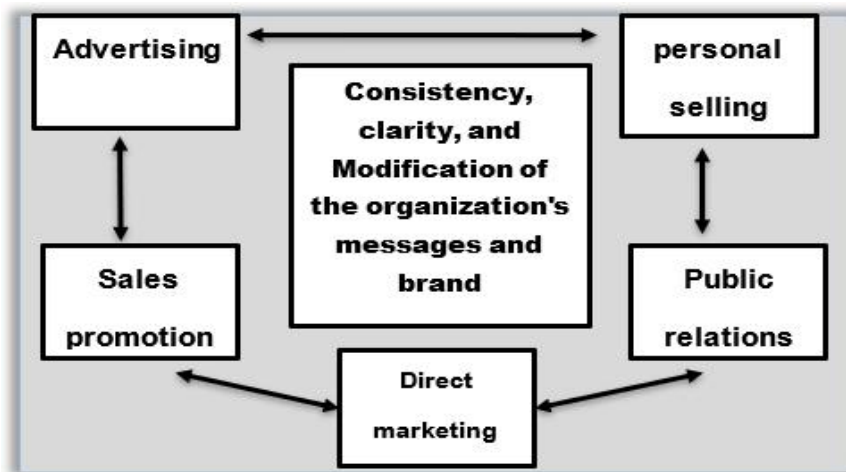 Advertising
personal
selling
Consistency,
clarity, and
Modification of
the organization's
messages and
brand
Sales
promotion
Public
relations
Direct
marketing